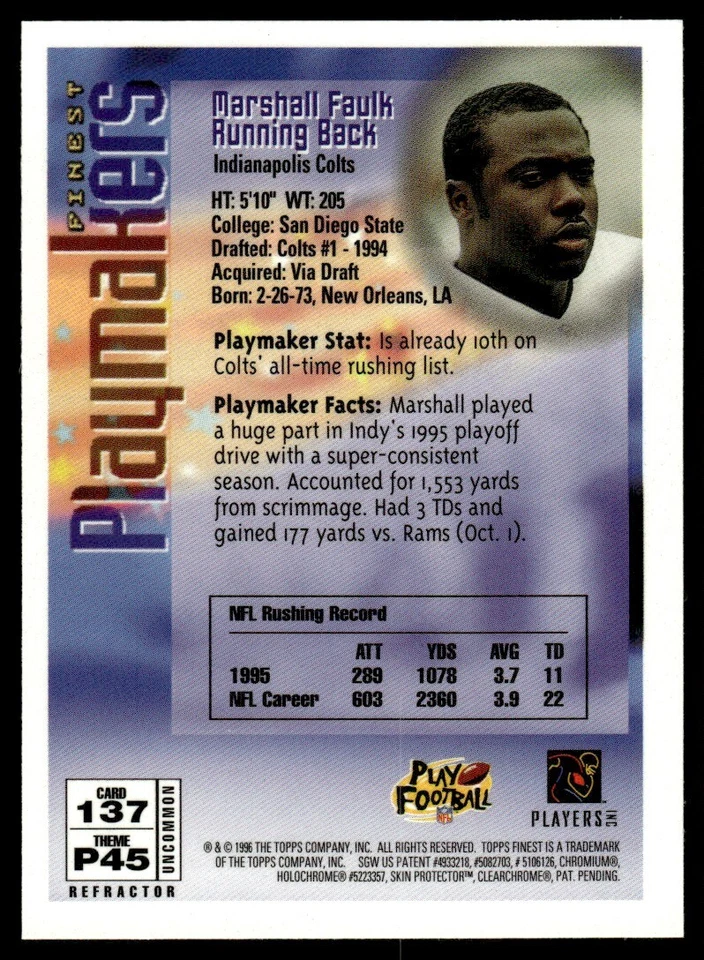 FINEST
Playmakers
Marshall Faulk
Running Back
Indianapolis Colts
HT: 5'10" WT: 205
College: San Diego State
Drafted: Colts #1 - 1994
Acquired: Via Draft
Born: 2-26-73, New Orleans, LA
Playmaker Stat: Is already 10th on
Colts' all-time rushing list.
Playmaker Facts: Marshall played
a huge part in Indy's 1995 playoff
drive with a super-consistent
season. Accounted for 1,553 yards
from scrimmage. Had 3 TDs and
gained 177 yards vs. Rams (Oct. 1).
NFL Rushing Record
ATT YDS AVG TD
1995 289 1078 3.7 11
NFL Career 603 2360 3.9 22
CARD
137
THEME
P45
UNCOMMON
REFRACTOR
PLAY
FOOTBALL
NFL
PLAYERS INC
® & © 1996 THE TOPPS COMPANY, INC. ALL RIGHTS RESERVED. TOPPS FINEST IS A TRADEMARK
OF THE TOPPS COMPANY, INC. SGW US PATENT #4933218, #5082703, # 5106126, CHROMIUM®,
HOLOCHROME® #5223357, SKIN PROTECTOR™, CLEARCHROME®, PAT. PENDING.